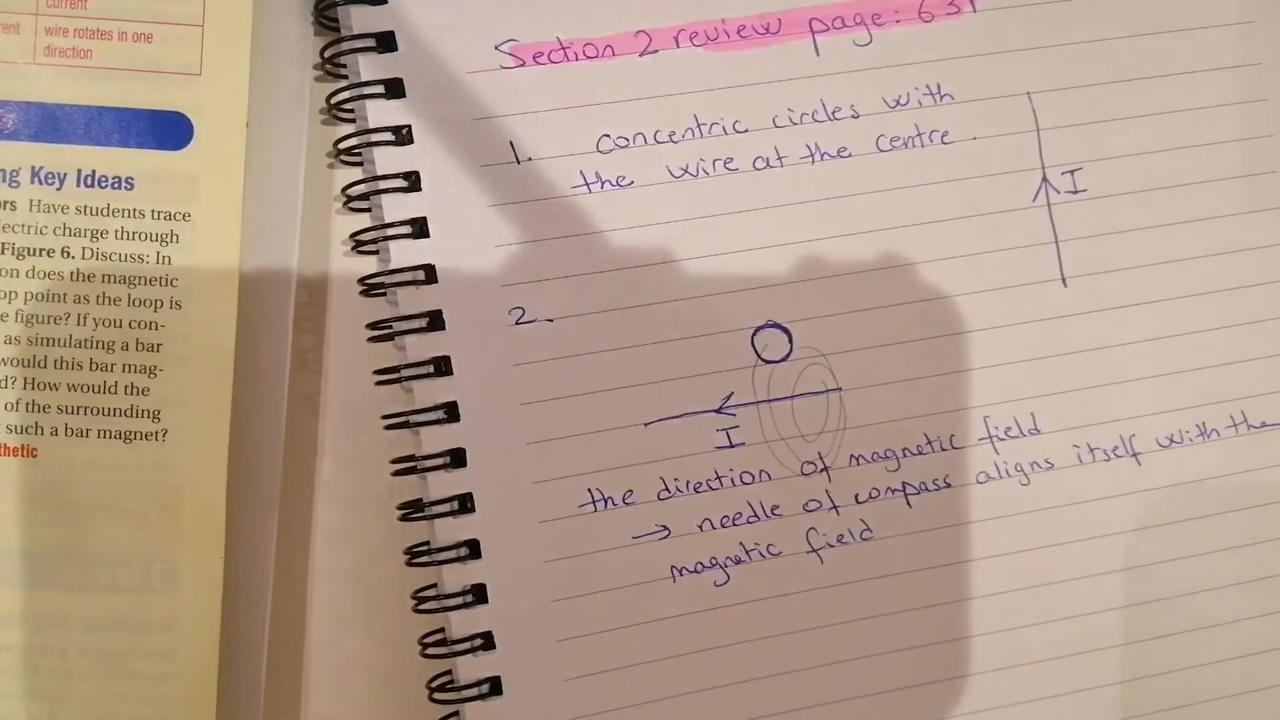 current
wire rotates in one
direction
ng Key Ideas
rs Have students trace
lectric charge through
Figure 6. Discuss: In
on does the magnetic
op point as the loop is
e figure? If you con-
as simulating a bar
would this bar mag-
d? How would the
of the surrounding
such a bar magnet?
thetic
Section 2 review page:
1. concentric circles with
the wire at the centre.
I
2.
I
the direction of magnetic field
→ needle of compass aligns itself with the
magnetic field